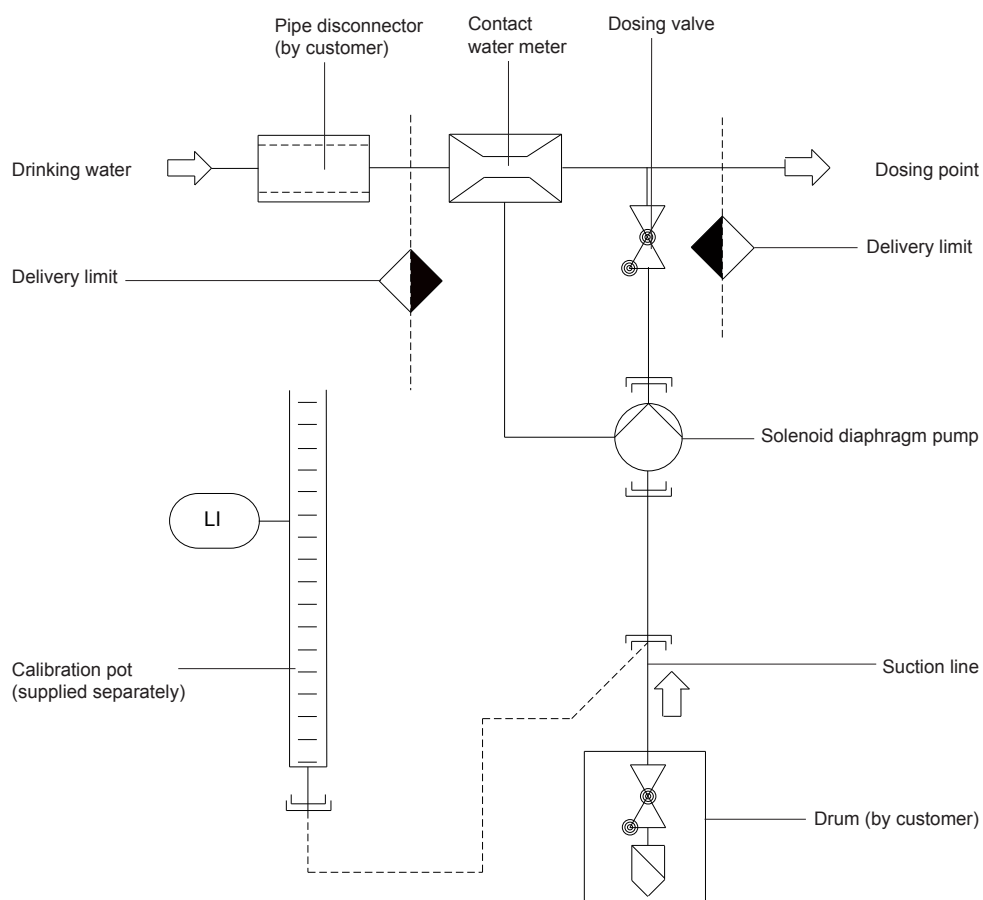 Pipe disconnector
(by customer)
Contact
water meter
Dosing valve
Drinking water
Dosing point
Delivery limit
Delivery limit
Solenoid diaphragm pump
LI
Calibration pot
(supplied separately)
Suction line
Drum (by customer)